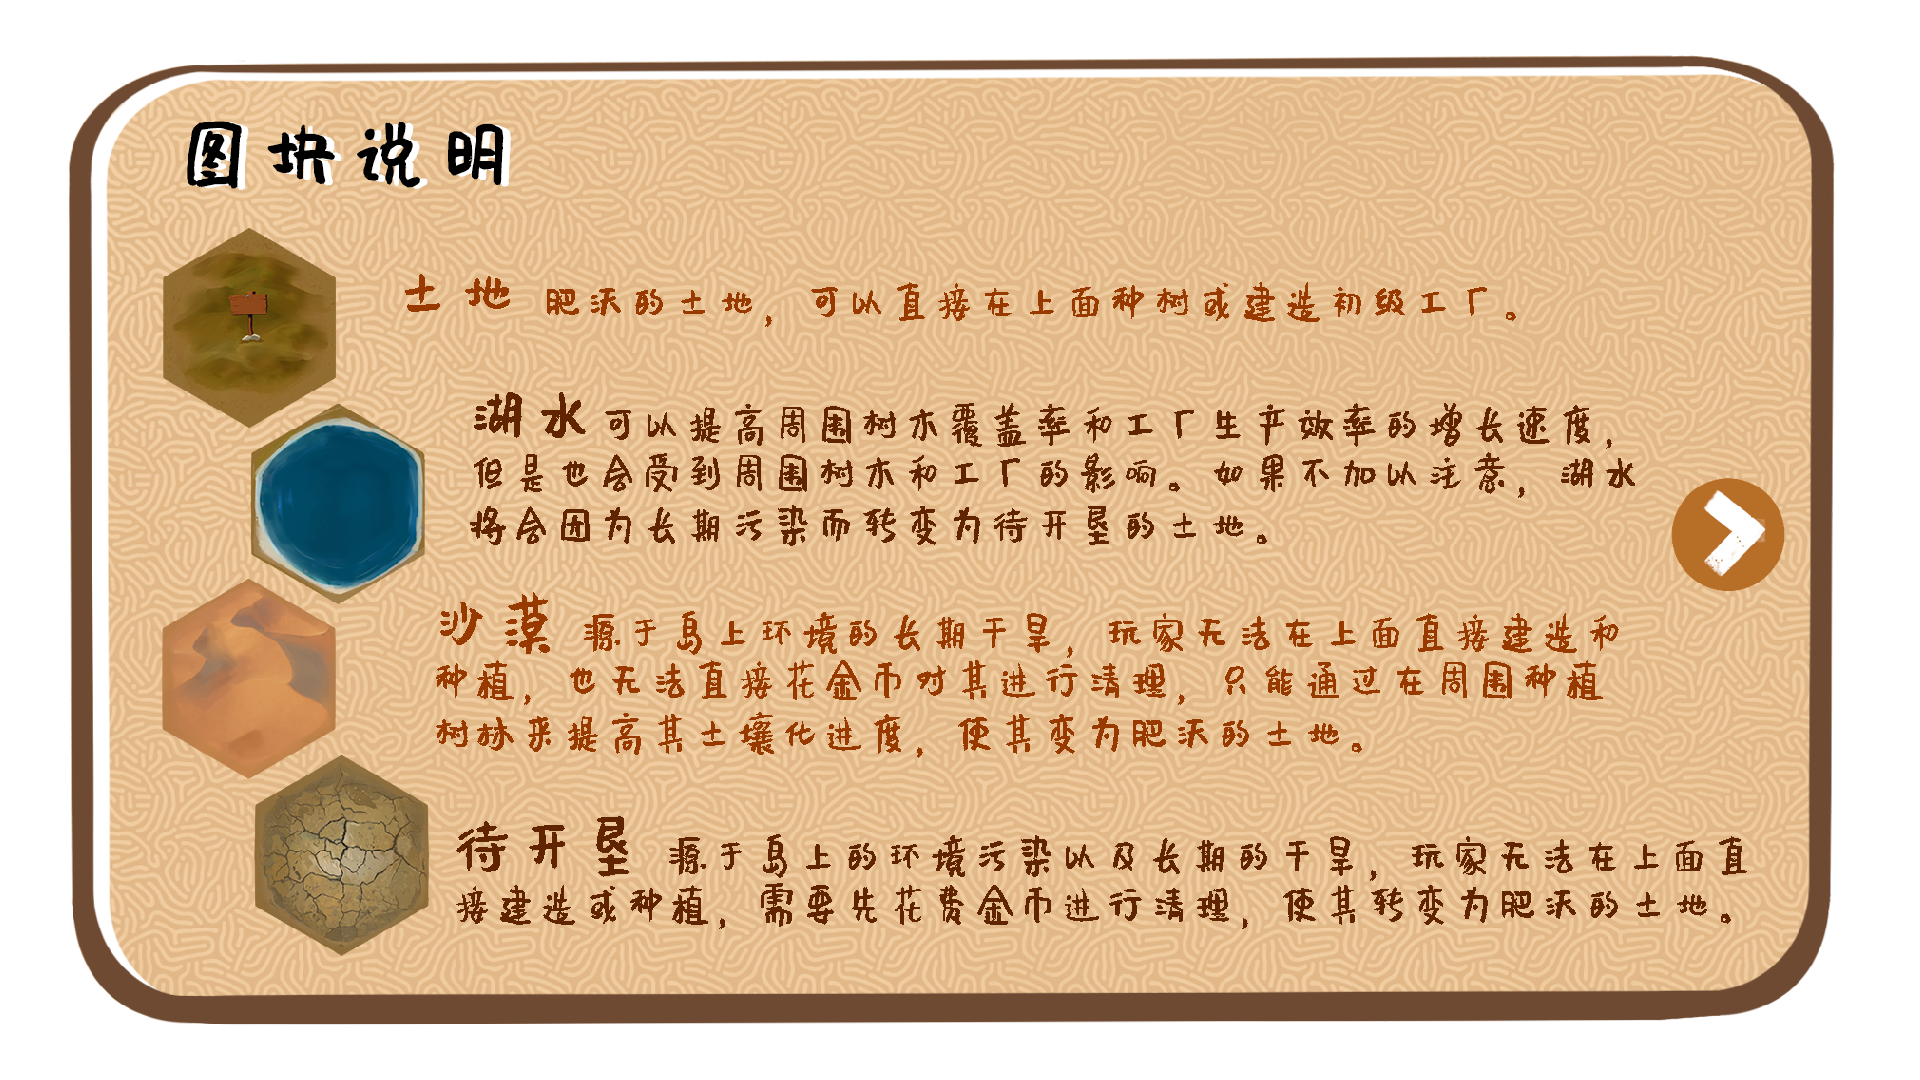 图块说明
土地 肥沃的土地，可以直接在上面种树或建造初级工厂。
湖水 可以提高周围树木覆盖率和工厂生产效率的增长速度，
但是也会受到周围树木和工厂的影响。如果不加以注意，湖水
将会因为长期污染而转变为待开垦的土地。
沙漠 源于岛上环境的长期干旱，玩家无法在上面直接建造和
种植，也无法直接花金币对其进行清理，只能通过在周围种植
树林来提高其土壤化进度，使其变为肥沃的土地。
待开垦 源于岛上的环境污染以及长期的干旱，玩家无法在上面直
接建造或种植，需要先花费金币进行清理，使其转变为肥沃的土地。